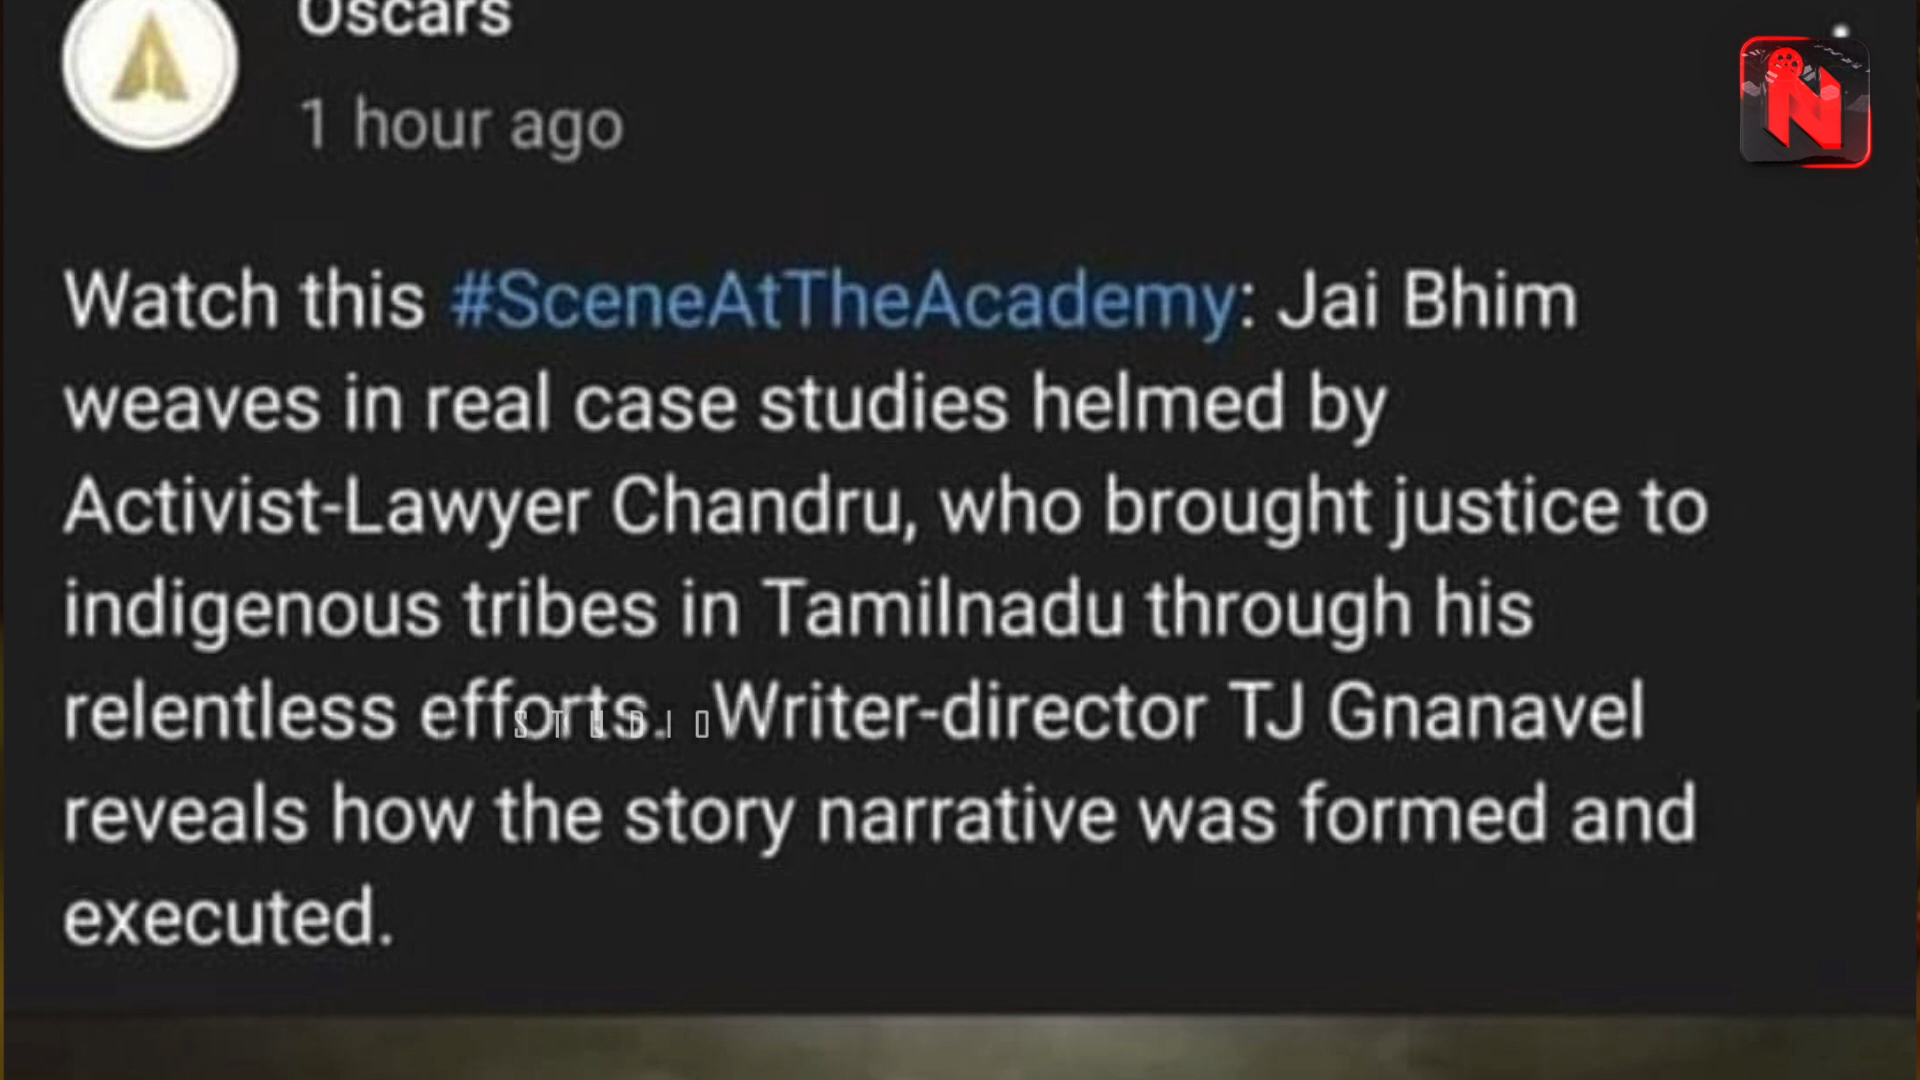 Oscars
1 hour ago
N
Watch this #SceneAtTheAcademy: Jai Bhim
weaves in real case studies helmed by
Activist-Lawyer Chandru, who brought justice to
indigenous tribes in Tamilnadu through his
relentless efforts. Writer-director TJ Gnanavel
STUDIO
reveals how the story narrative was formed and
executed.